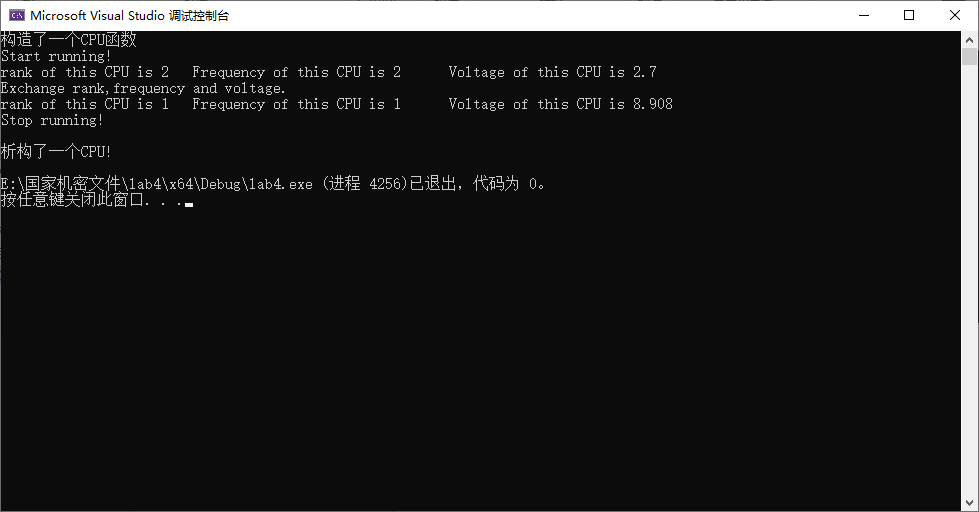 Microsoft Visual Studio 调试控制台
构造了一个CPU函数
Start running!
rank of this CPU is 2   Frequency of this CPU is 2      Voltage of this CPU is 2.7
Exchange rank,frequency and voltage.
rank of this CPU is 1   Frequency of this CPU is 1      Voltage of this CPU is 8.908
Stop running!
析构了一个CPU!
E:\国家机密文件\lab4\x64\Debug\lab4.exe (进程 4256)已退出，代码为 0。
按任意键关闭此窗口. . .